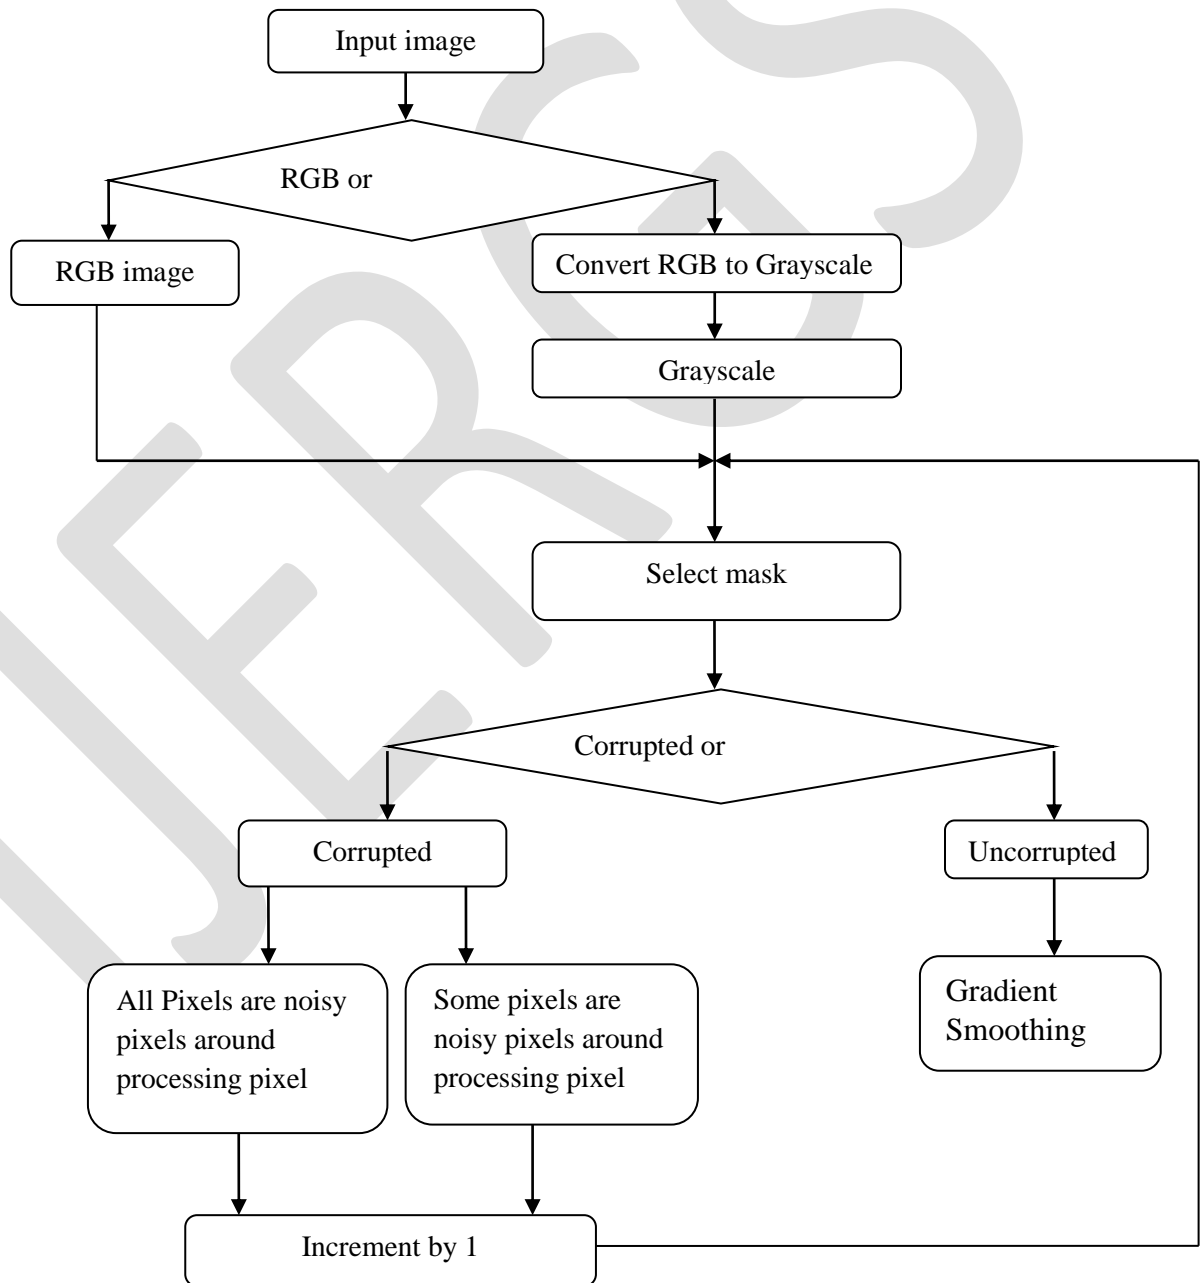 Input image
RGB or
RGB image
Convert RGB to Grayscale
Grayscale
Select mask
Corrupted or
Corrupted
Uncorrupted
All Pixels are noisy
pixels around
processing pixel
Some pixels are
noisy pixels around
processing pixel
Gradient
Smoothing
Increment by 1
IJERGS